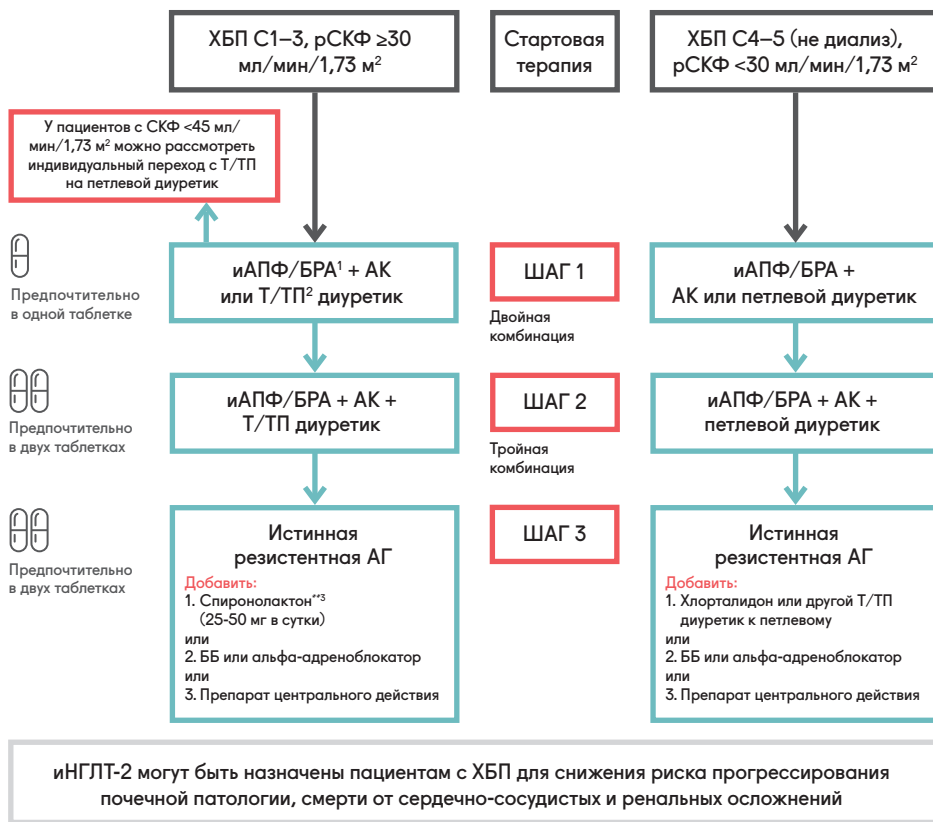 ХБП С1–3, рСКФ ≥30
мл/мин/1,73 м²
Стартовая
терапия
ХБП С4–5 (не диализ),
рСКФ <30 мл/мин/1,73 м²
У пациентов с СКФ <45 мл/
мин/1,73 м² можно рассмотреть
индивидуальный переход с Т/ТП
на петлевой диуретик
Предпочтительно
в одной таблетке
иАПФ/БРА¹ + АК
или Т/ТП² диуретик
ШАГ 1
Двойная
комбинация
иАПФ/БРА +
АК или петлевой диуретик
Предпочтительно
в двух таблетках
иАПФ/БРА + АК +
Т/ТП диуретик
ШАГ 2
Тройная
комбинация
иАПФ/БРА + АК +
петлевой диуретик
Предпочтительно
в двух таблетках
Истинная
резистентная АГ
Добавить:
1. Спиронолактон**³
(25-50 мг в сутки)
или
2. ББ или альфа-адреноблокатор
или
3. Препарат центрального действия
ШАГ 3
Истинная
резистентная АГ
Добавить:
1. Хлорталидон или другой Т/ТП
диуретик к петлевому
или
2. ББ или альфа-адреноблокатор
или
3. Препарат центрального действия
иНГЛТ-2 могут быть назначены пациентам с ХБП для снижения риска прогрессирования
почечной патологии, смерти от сердечно-сосудистых и ренальных осложнений